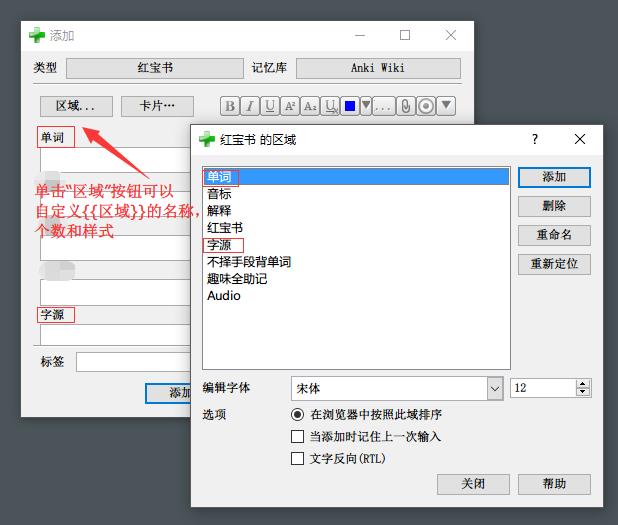 添加
类型 红宝书 记忆库 Anki Wiki
区域... 卡片…
B I U A² A₂ U ...
单词
单击"区域"按钮可以
自定义{{区域}}的名称，
个数和样式
字源
标签
添加
红宝书 的区域
?
单词
音标
解释
红宝书
字源
不择手段背单词
趣味全助记
Audio
添加
删除
重命名
重新定位
编辑字体 宋体 12
选项
在浏览器中按照此域排序
当添加时记住上一次输入
文字反向(RTL)
关闭 帮助